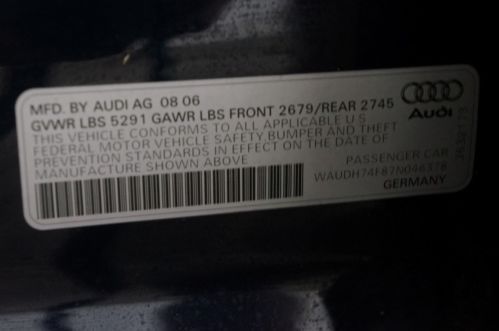 MFD. BY AUDI AG 08 06
GVWR LBS 5291 GAWR LBS FRONT 2679/REAR 2745
THIS VEHICLE CONFORMS TO ALL APPLICABLE U S
FEDERAL MOTOR VEHICLE SAFETY, BUMPER AND THEFT
PREVENTION STANDARDS IN EFFECT ON THE DATE OF
MANUFACTURE SHOWN ABOVE
PASSENGER CAR
WAUDH74F87N046378
GERMANY
Audi